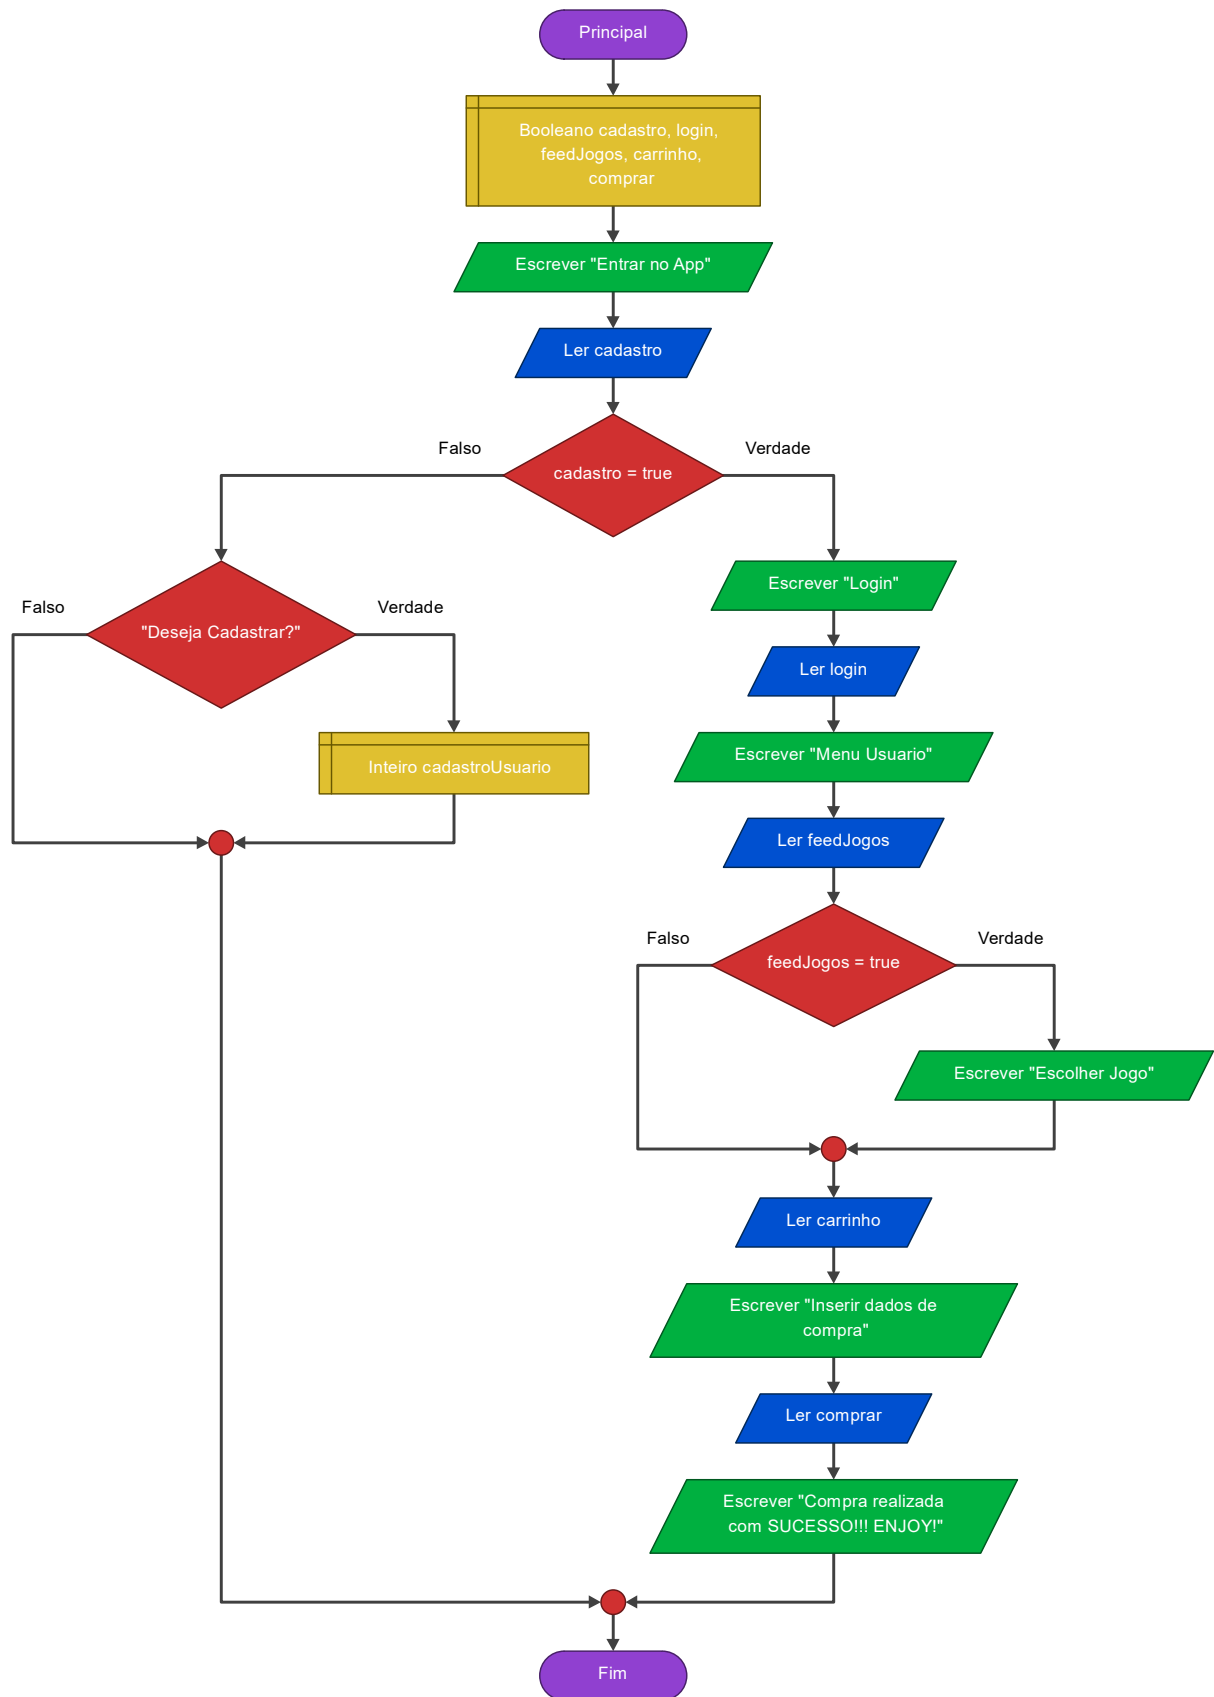 Principal
Booleano cadastro, login,
feedJogos, carrinho,
comprar
Escrever "Entrar no App"
Ler cadastro
Falso
cadastro = true
Verdade
Falso
"Deseja Cadastrar?"
Verdade
Inteiro cadastroUsuario
Escrever "Login"
Ler login
Escrever "Menu Usuario"
Ler feedJogos
Falso
feedJogos = true
Verdade
Escrever "Escolher Jogo"
Ler carrinho
Escrever "Inserir dados de
compra"
Ler comprar
Escrever "Compra realizada
com SUCESSO!!! ENJOY!"
Fim